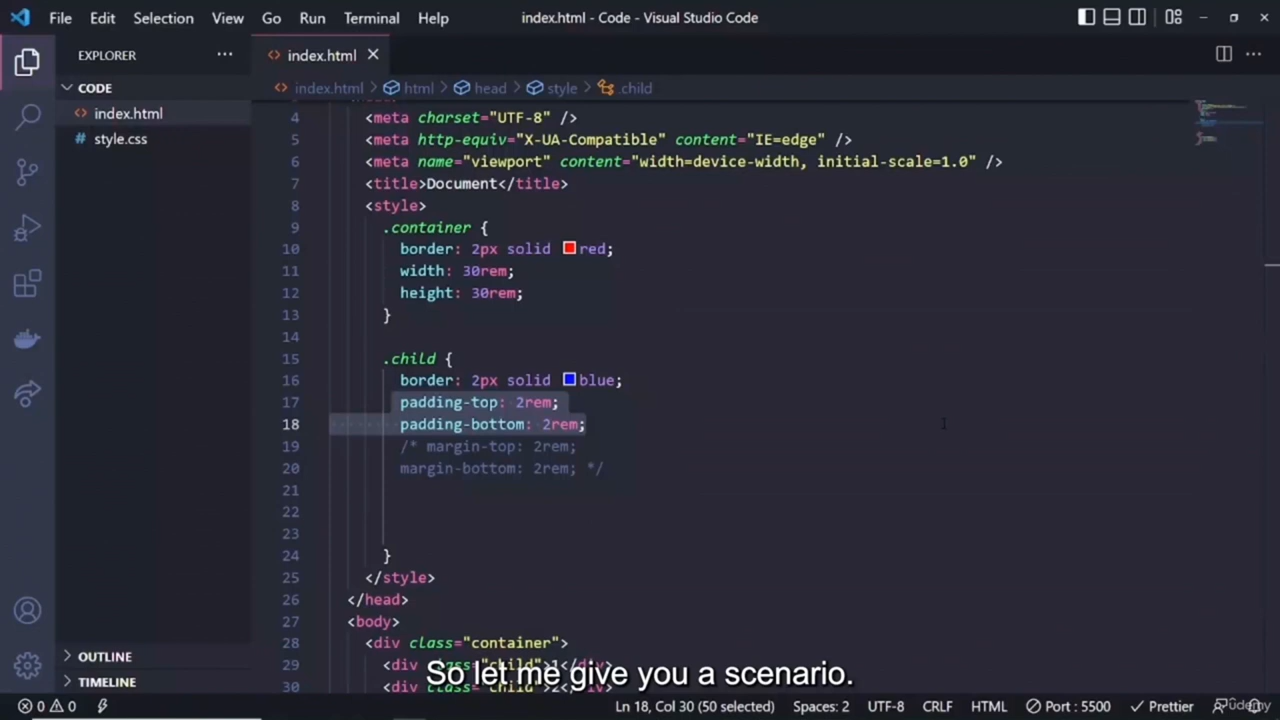 File Edit Selection View Go Run Terminal Help index.html - Code - Visual Studio Code
EXPLORER
index.html
CODE
index.html > html > head > style > .child
index.html
style.css
4 <meta charset="UTF-8" />
5 <meta http-equiv="X-UA-Compatible" content="IE=edge" />
6 <meta name="viewport" content="width=device-width, initial-scale=1.0" />
7 <title>Document</title>
8 <style>
9 .container {
10 border: 2px solid red;
11 width: 30rem;
12 height: 30rem;
13 }
14
15 .child {
16 border: 2px solid blue;
17 padding-top: 2rem;
18 padding-bottom: 2rem;
19 /* margin-top: 2rem;
20 margin-bottom: 2rem; */
21
22
23
24 }
25 </style>
26 </head>
27 <body>
28 <div class="container">
29 <div class="child">1</div>
30 <div class="child">2</div>
So let me give you a scenario.
OUTLINE
TIMELINE
0 0 Ln 18, Col 30 (50 selected) Spaces: 2 UTF-8 CRLF HTML Port : 5500 Prettier
Udemy